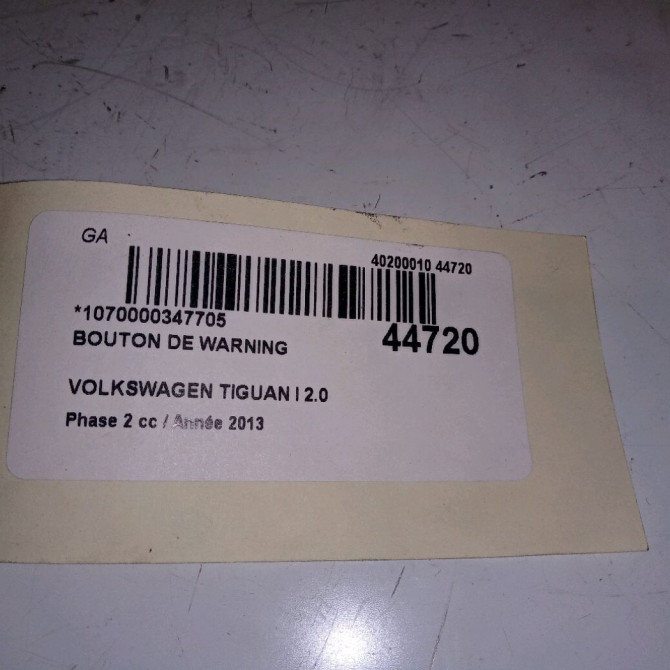 GA
40200010 44720
*1070000347705
44720
BOUTON DE WARNING
VOLKSWAGEN TIGUAN I 2.0
Phase 2 cc / Année 2013